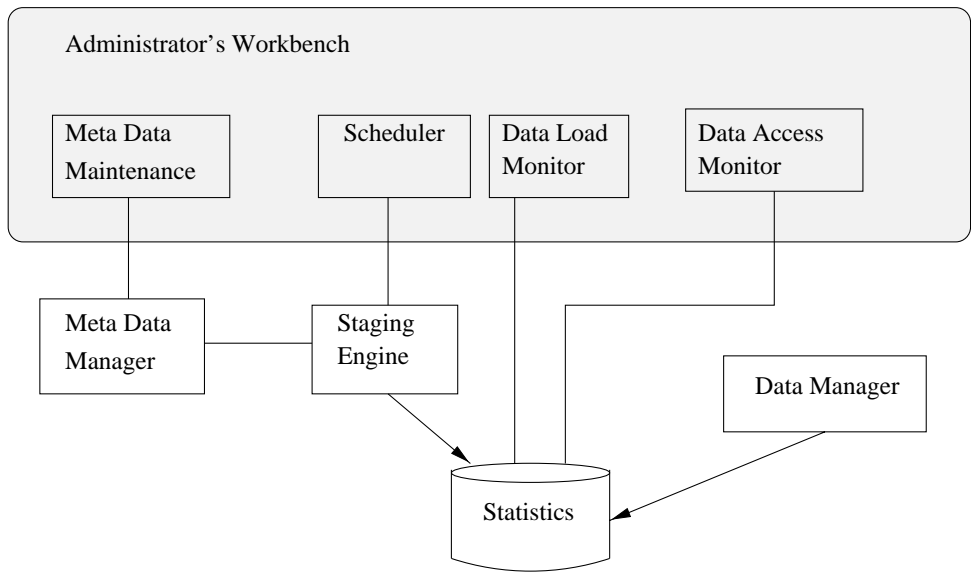 Administrator’s Workbench
Meta Data
Maintenance
Scheduler
Data Load
Monitor
Data Access
Monitor
Meta Data
Manager
Staging
Engine
Data Manager
Statistics